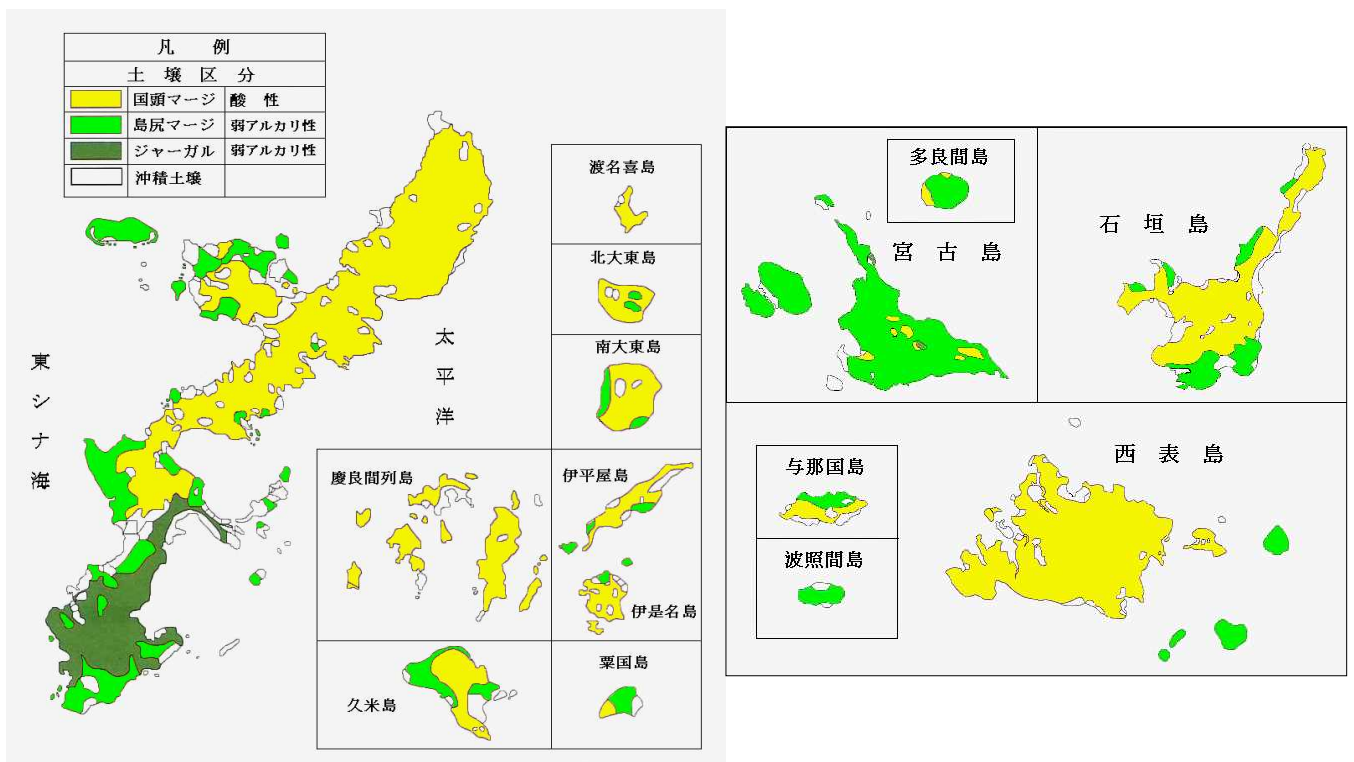 凡 例
土 壌 区 分
国頭マージ 酸 性
島尻マージ 弱アルカリ性
ジャーガル 弱アルカリ性
沖積土壌
東シナ海
太平洋
渡名喜島
北大東島
南大東島
慶良間列島
伊平屋島
伊是名島
久米島
粟国島
多良間島
宮 古 島
石 垣 島
西 表 島
与那国島
波照間島